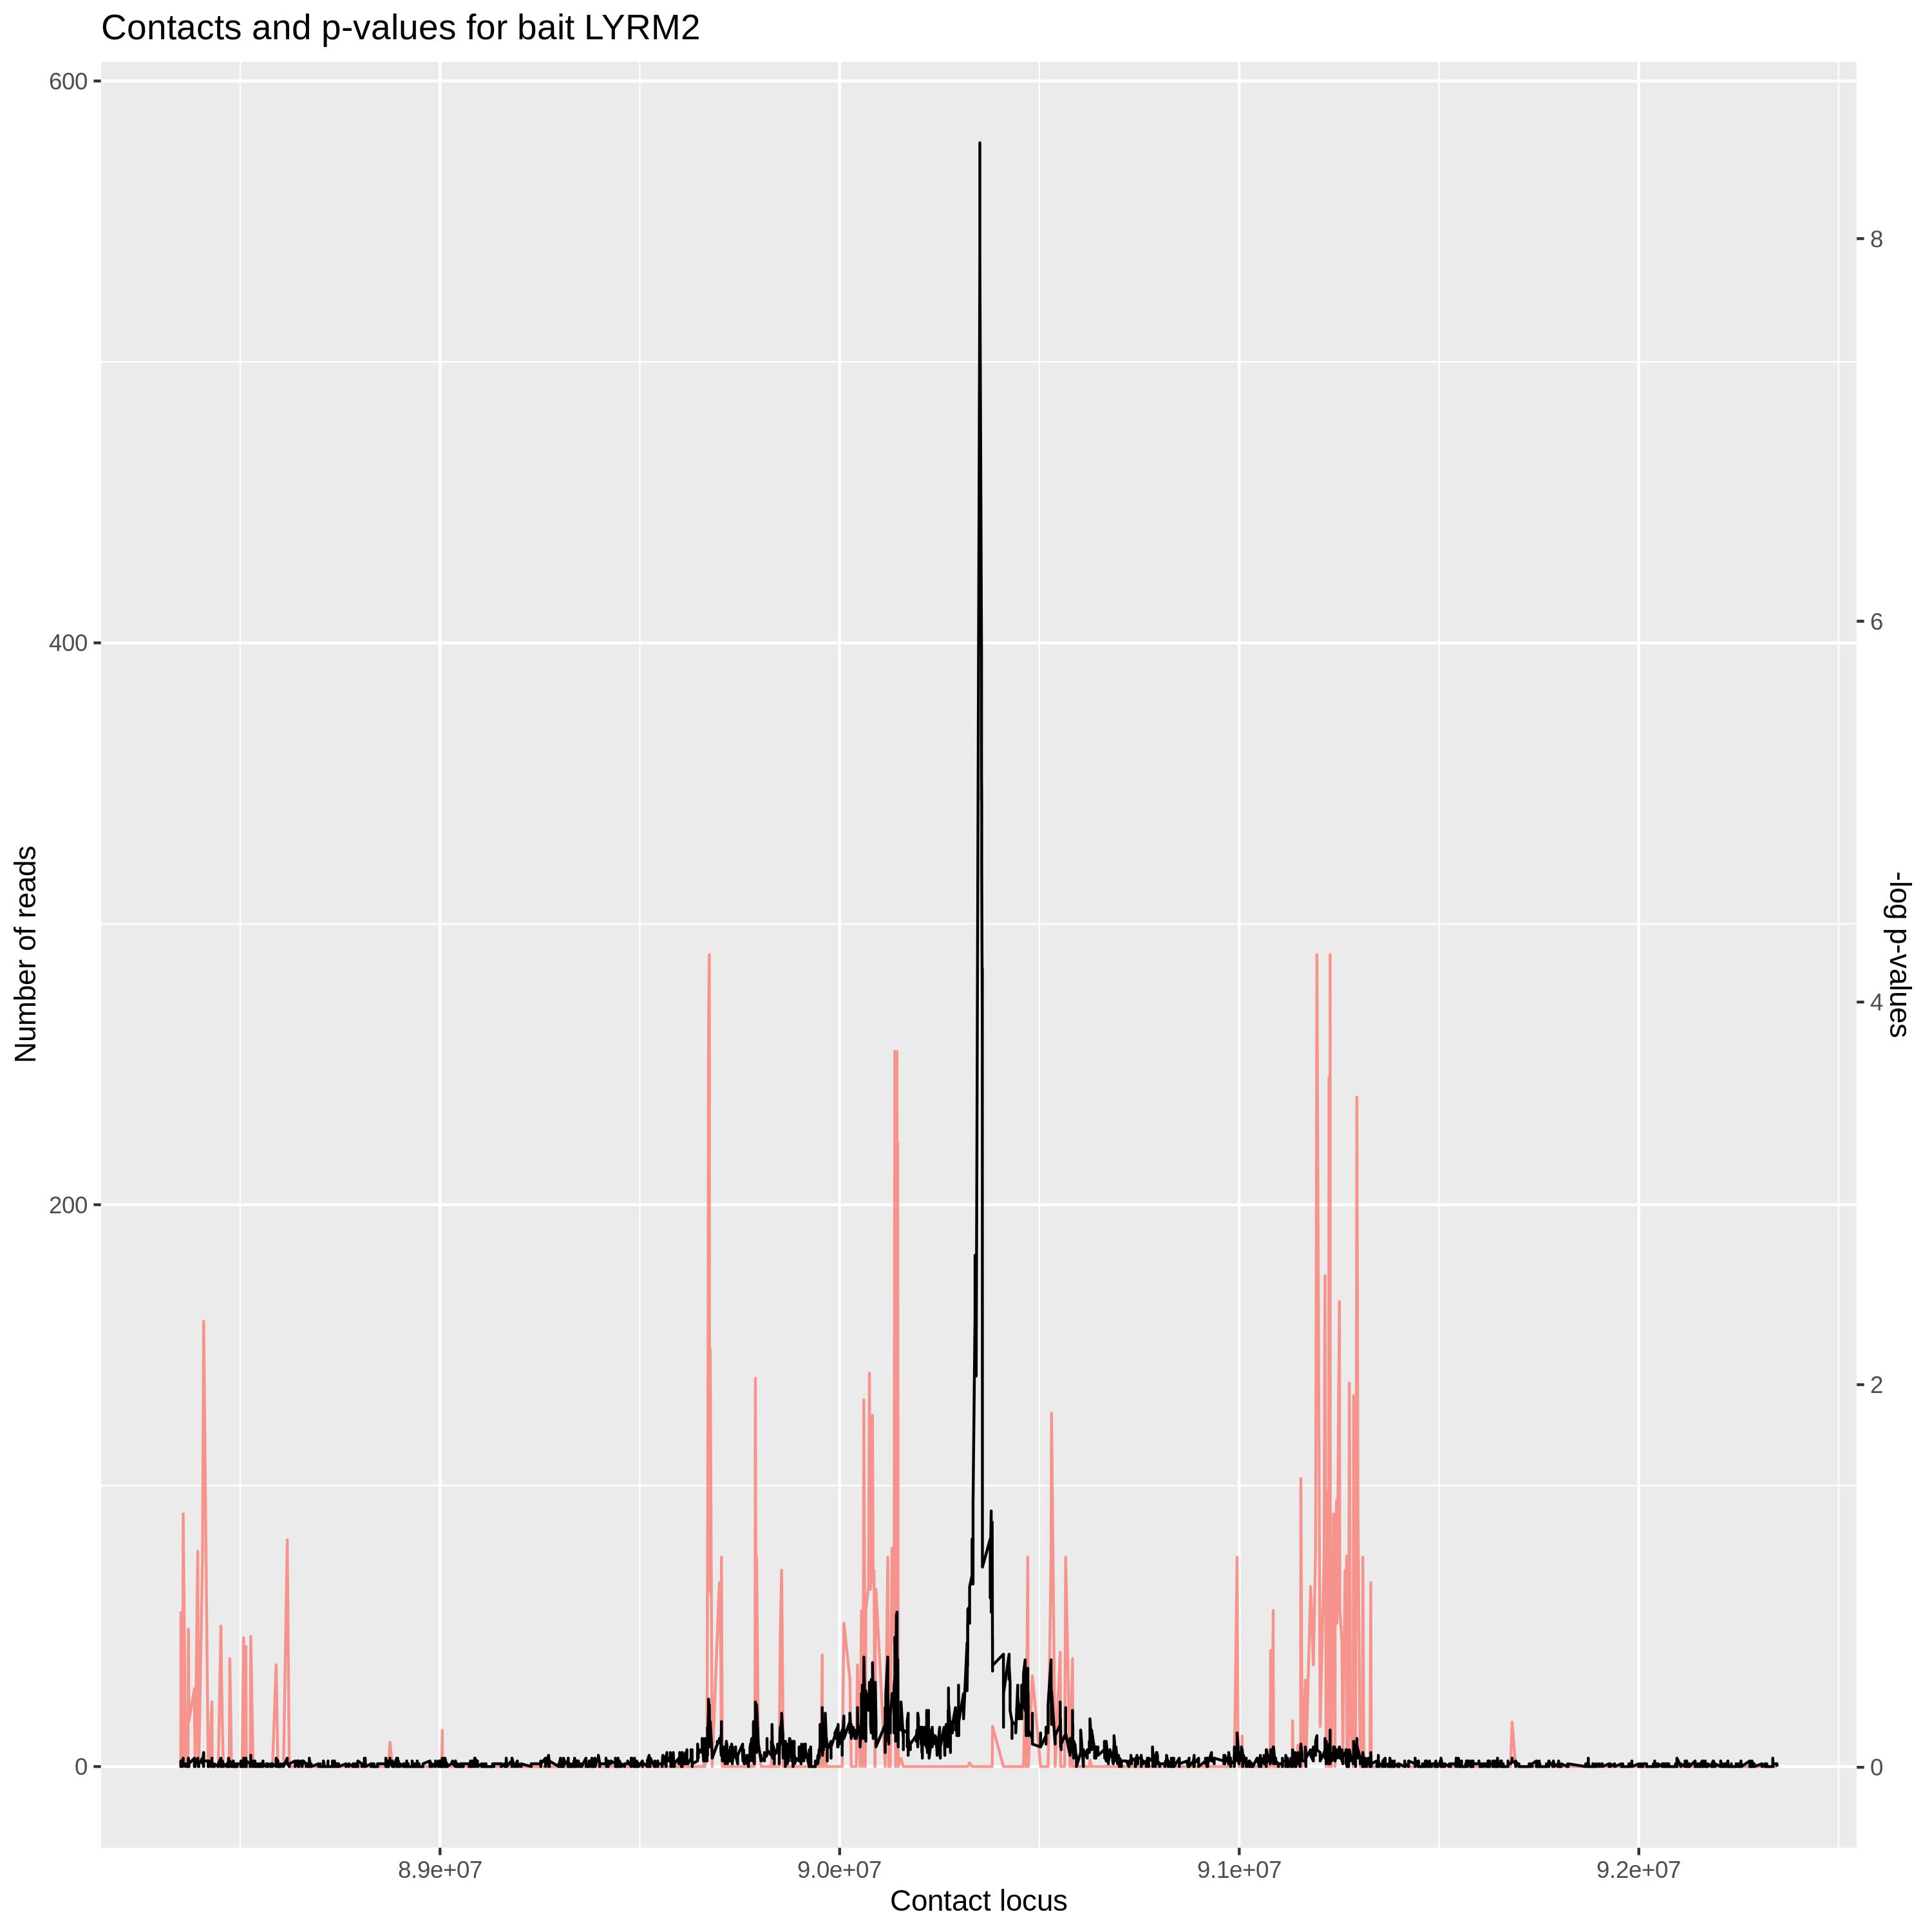 Contacts and p-values for bait LYRM2
600
400
200
0
Number of reads
8
6
4
2
0
-log p-values
8.9e+07
9.0e+07
9.1e+07
9.2e+07
Contact locus